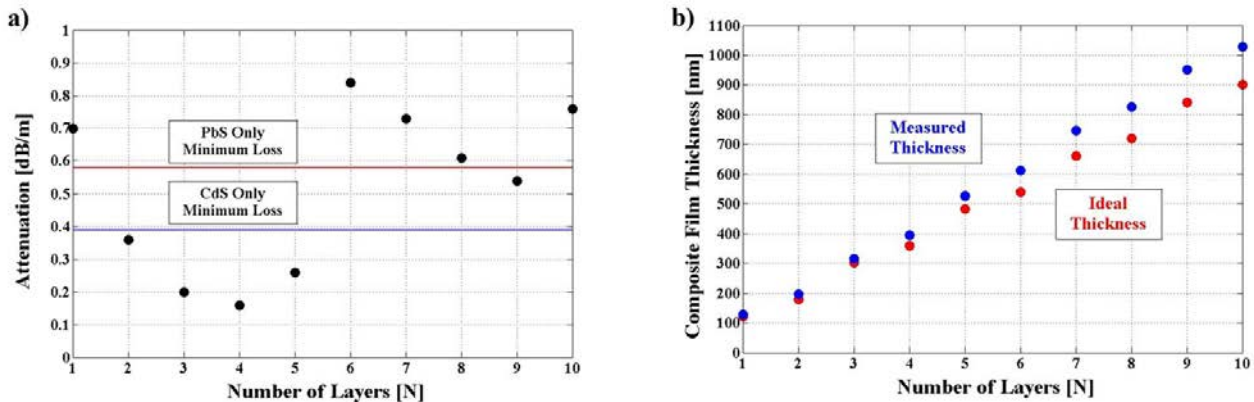 a)
Attenuation [dB/m]
1
0.9
0.8
0.7
0.6
0.5
0.4
0.3
0.2
0.1
0
PbS Only
Minimum Loss
CdS Only
Minimum Loss
1 2 3 4 5 6 7 8 9 10
Number of Layers [N]
b)
Composite Film Thickness [nm]
1100
1000
900
800
700
600
500
400
300
200
100
0
Measured
Thickness
Ideal
Thickness
1 2 3 4 5 6 7 8 9 10
Number of Layers [N]